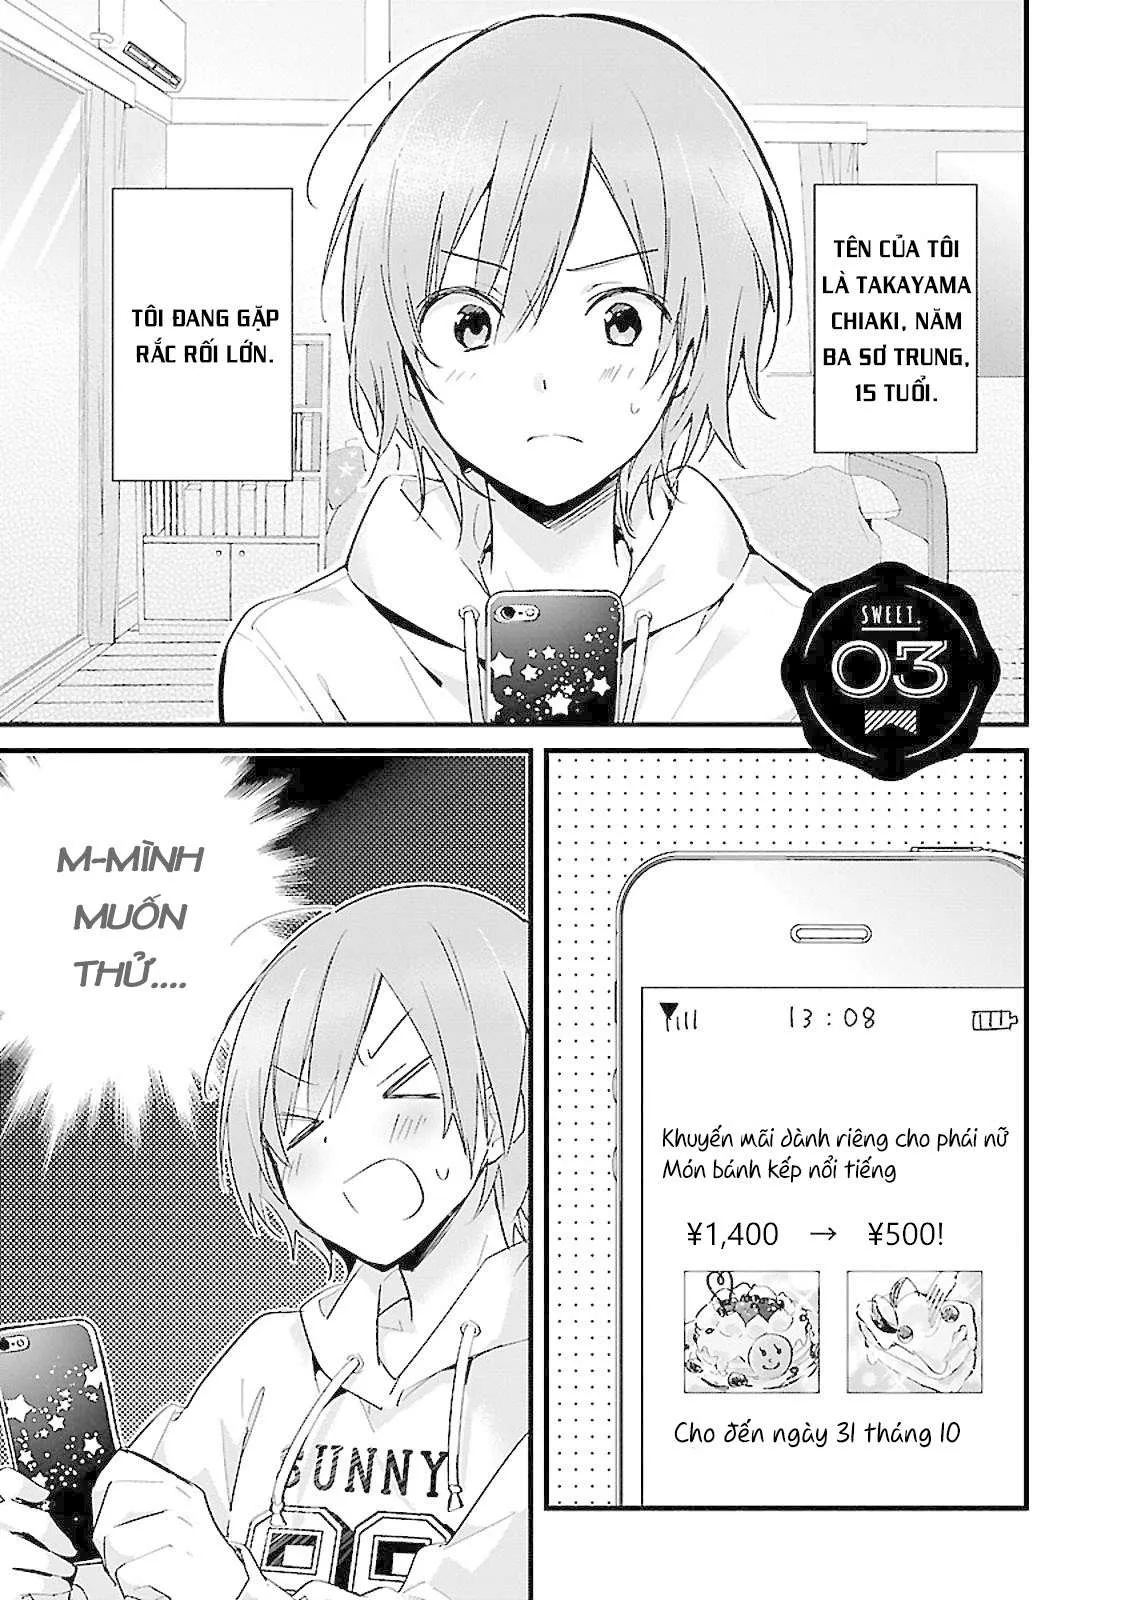 TÊN CỦA TÔI
LÀ TAKAYAMA
CHIAKI, NĂM
BA SƠ TRUNG,
15 TUỔI.
TÔI ĐANG GẶP
RẮC RỐI LỚN.
SWEET.
03
13:08
Khuyến mãi dành riêng cho phái nữ
Món bánh kếp nổi tiếng
¥1,400 → ¥500!
Cho đến ngày 31 tháng 10
M-MÌNH
MUỐN
THỬ....
SUNNY